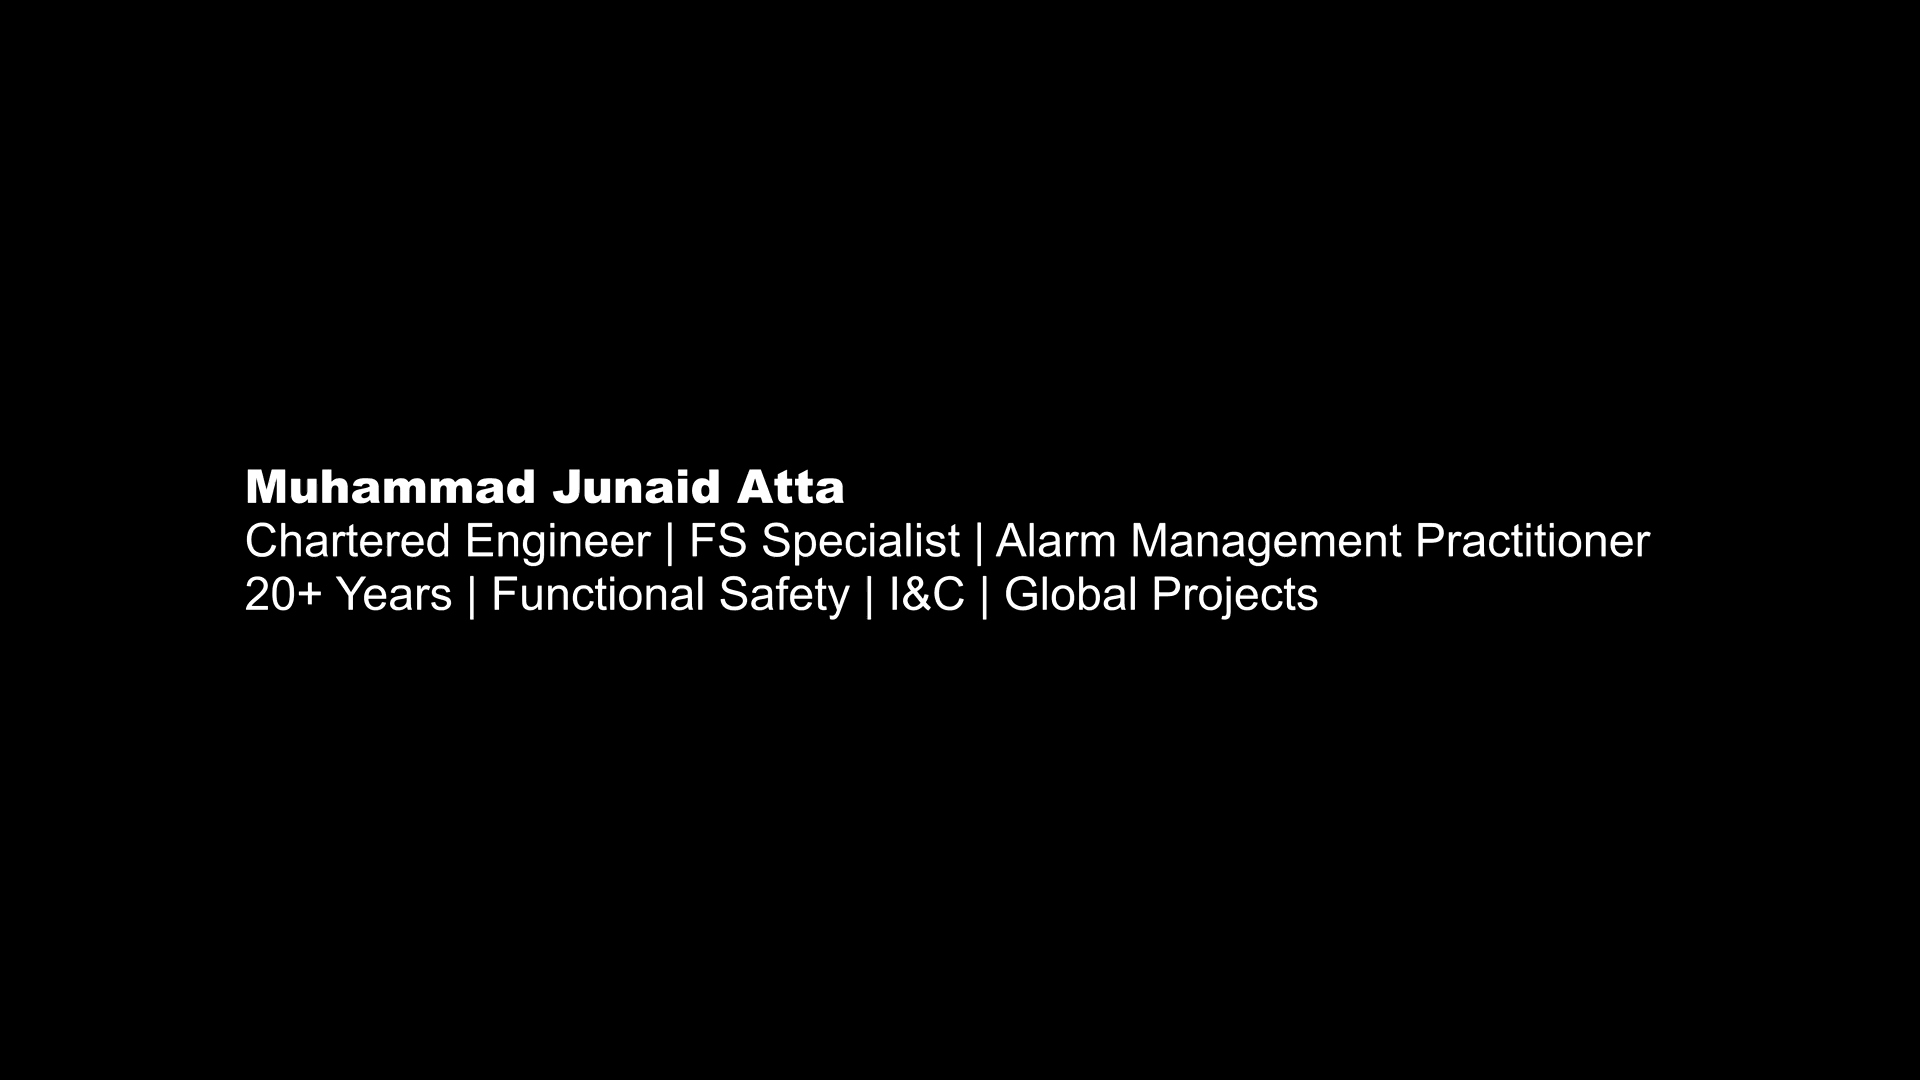 Muhammad Junaid Atta
Chartered Engineer | FS Specialist | Alarm Management Practitioner
20+ Years | Functional Safety | I&C | Global Projects